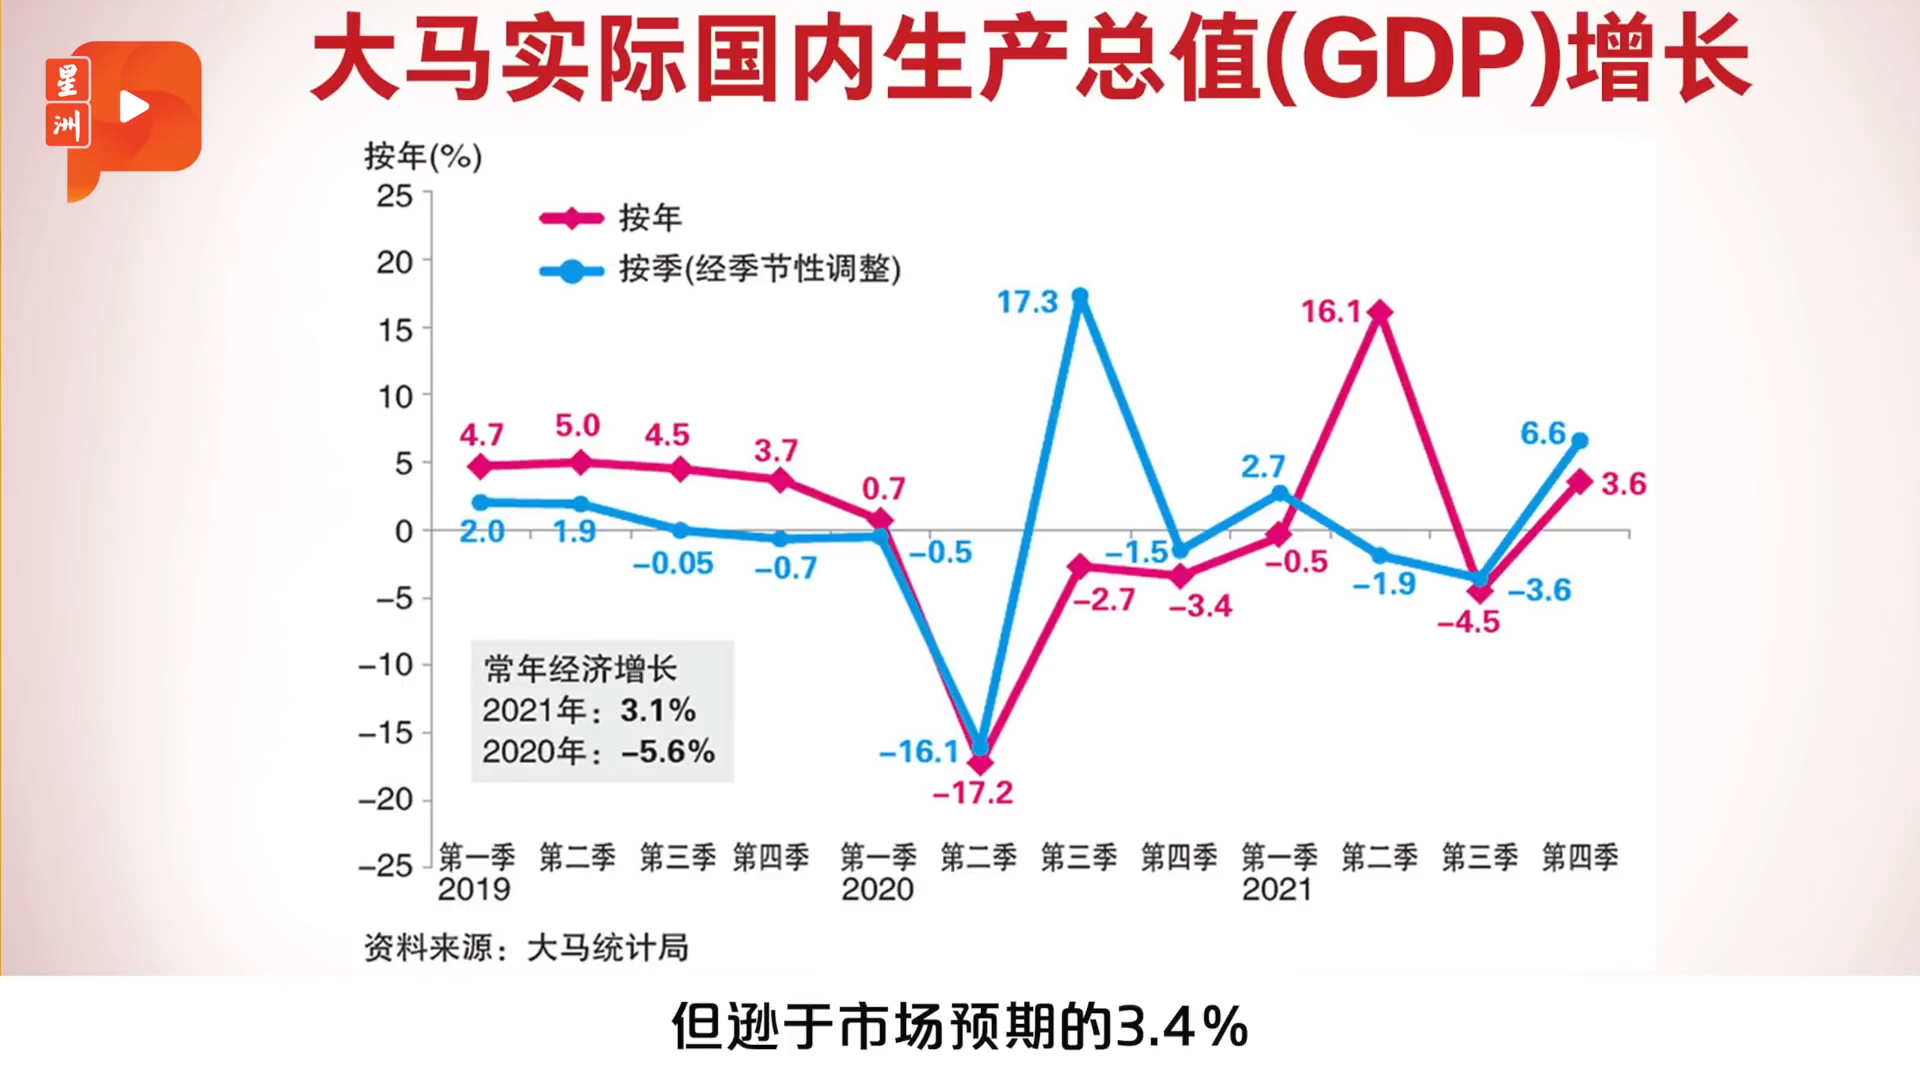 大马实际国内生产总值(GDP)增长
星洲
按年(%)
25
20
15
10
5
0
–5
–10
–15
–20
–25
按年
按季(经季节性调整)
4.7
5.0
4.5
3.7
0.7
–17.2
–2.7
–3.4
–0.5
16.1
–4.5
3.6
2.0
1.9
–0.05
–0.7
–0.5
–16.1
17.3
–1.5
2.7
–1.9
–3.6
6.6
常年经济增长
2021年：3.1%
2020年：–5.6%
第一季 第二季 第三季 第四季 第一季 第二季 第三季 第四季 第一季 第二季 第三季 第四季
2019 2020 2021
资料来源：大马统计局
但逊于市场预期的3.4%